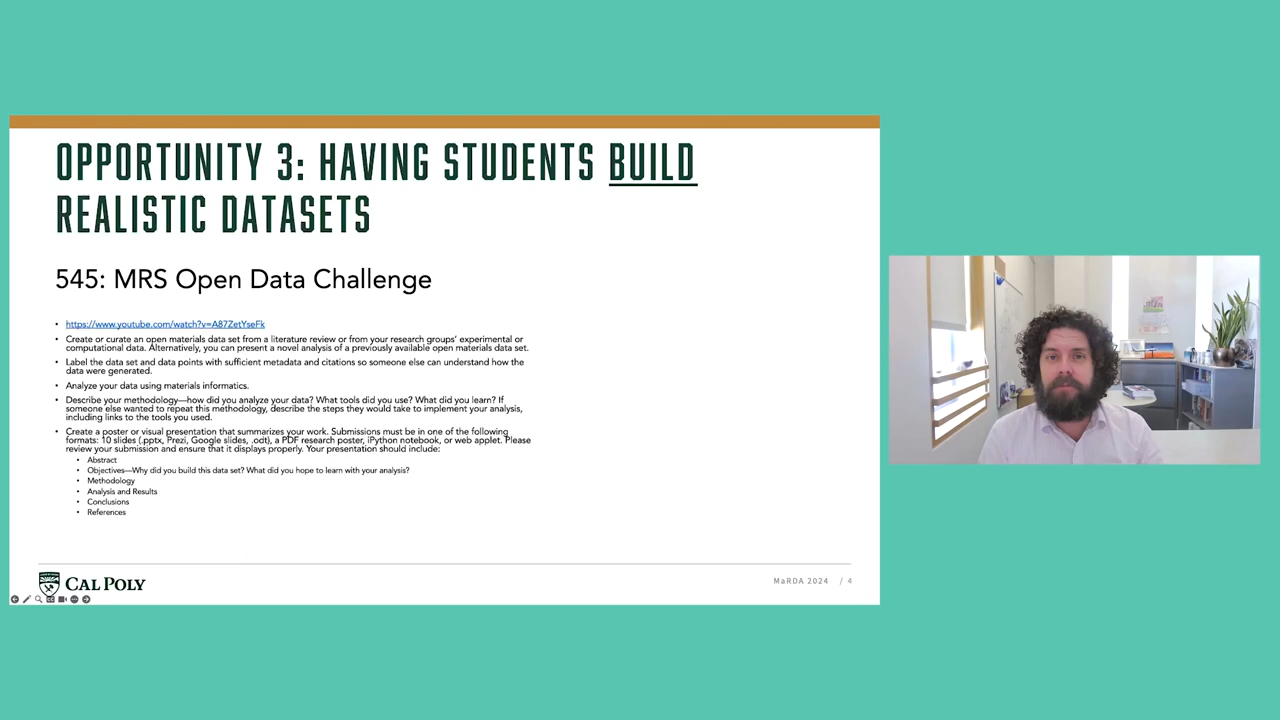 OPPORTUNITY 3: HAVING STUDENTS BUILD
REALISTIC DATASETS
545: MRS Open Data Challenge
• https://www.youtube.com/watch?v=A87ZetYseFk
• Create or curate an open materials data set from a literature review or from your research groups' experimental or
computational data. Alternatively, you can present a novel analysis of a previously available open materials data set.
• Label the data set and data points with sufficient metadata and citations so someone else can understand how the
data were generated.
• Analyze your data using materials informatics.
• Describe your methodology—how did you analyze your data? What tools did you use? What did you learn? If
someone else wanted to repeat this methodology, describe the steps they would take to implement your analysis,
including links to the tools you used.
• Create a poster or visual presentation that summarizes your work. Submissions must be in one of the following
formats: 10 slides (.pptx, Prezi, Google slides, .odt), a PDF research poster, iPython notebook, or web applet. Please
review your submission and ensure that it displays properly. Your presentation should include:
• Abstract
• Objectives—Why did you build this data set? What did you hope to learn with your analysis?
• Methodology
• Analysis and Results
• Conclusions
• References
CAL POLY
MaRDA 2024 / 4